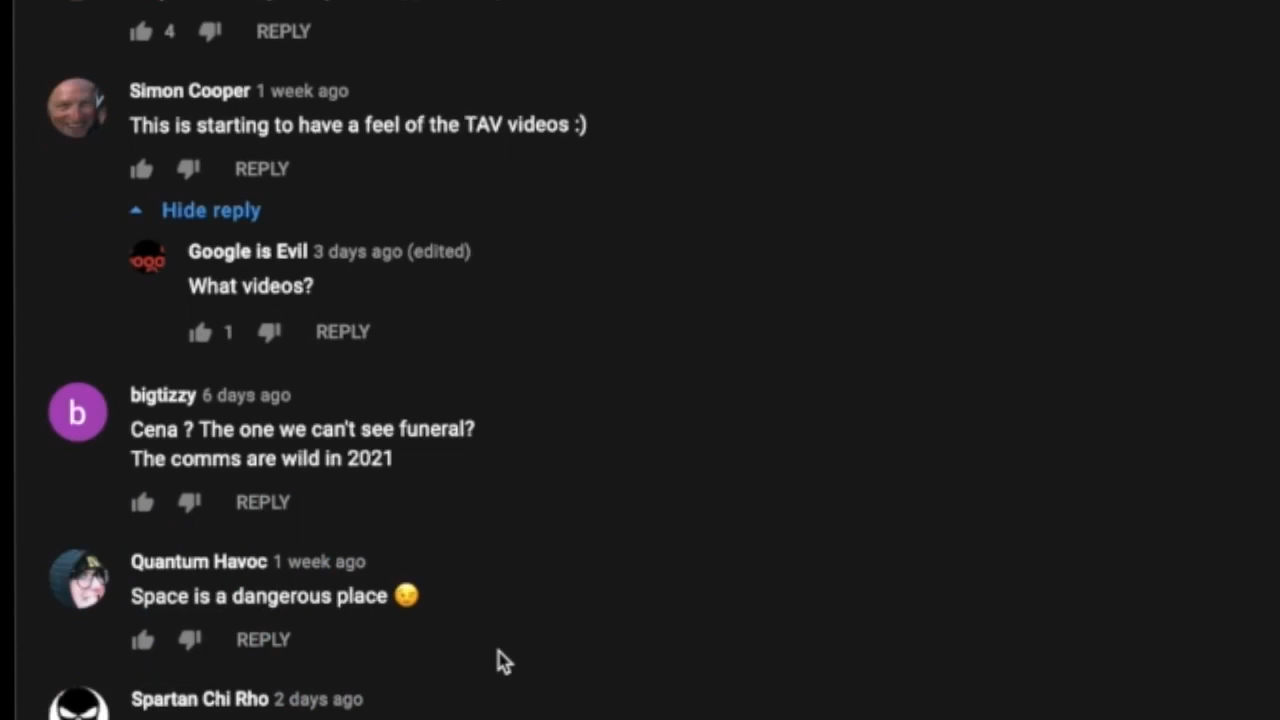 4 REPLY
Simon Cooper 1 week ago
This is starting to have a feel of the TAV videos :)
REPLY
Hide reply
Google is Evil 3 days ago (edited)
What videos?
1 REPLY
b
bigtizzy 6 days ago
Cena ? The one we can't see funeral?
The comms are wild in 2021
REPLY
Quantum Havoc 1 week ago
Space is a dangerous place 😉
REPLY
Spartan Chi Rho 2 days ago